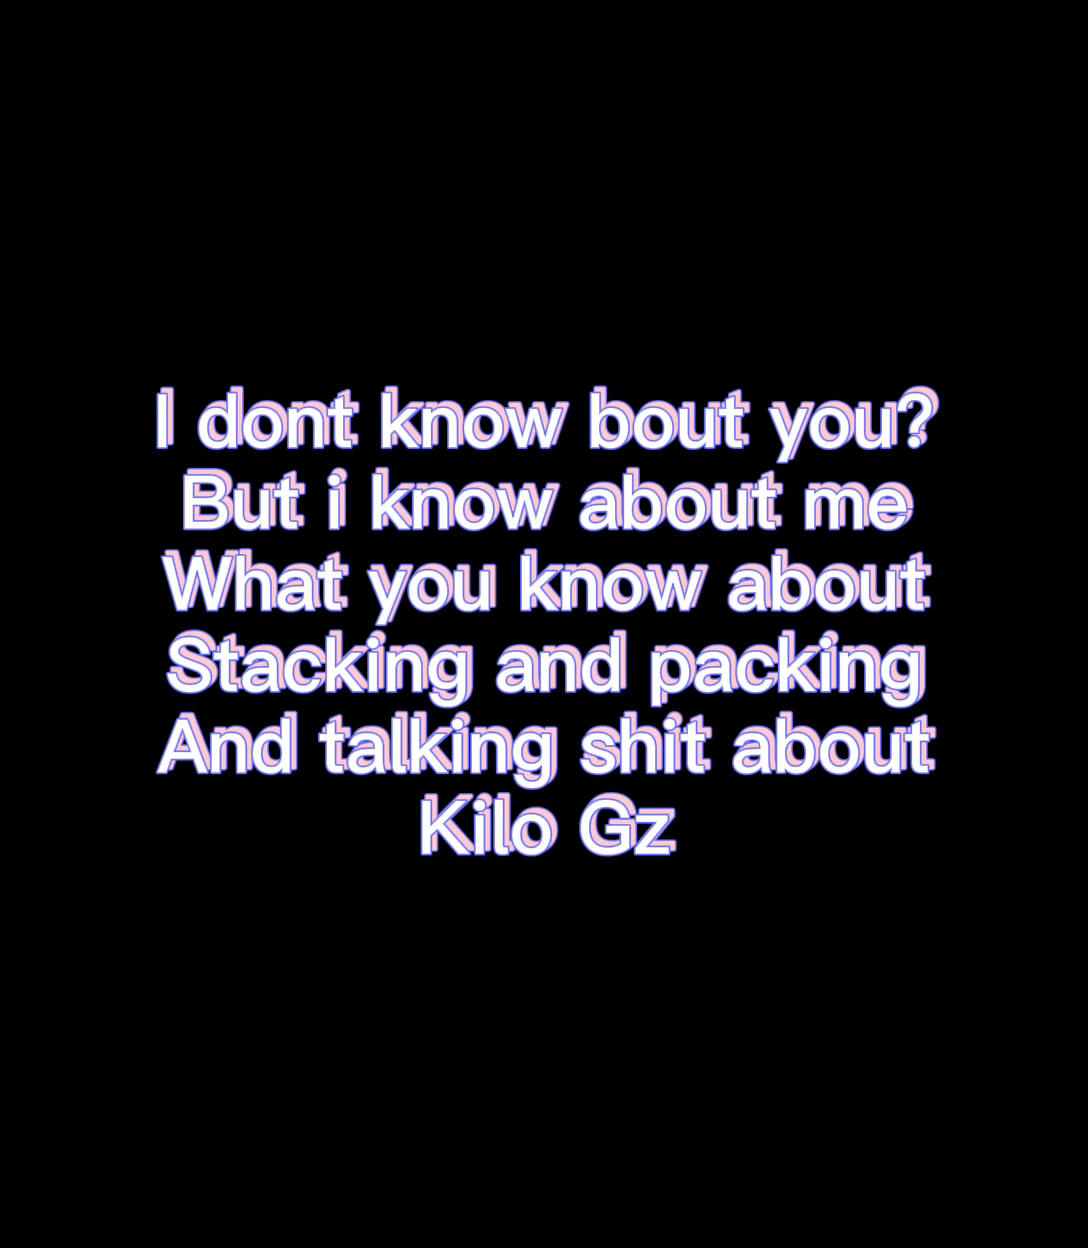 I dont know bout you?
But i know about me
What you know about
Stacking and packing
And talking shit about
Kilo Gz